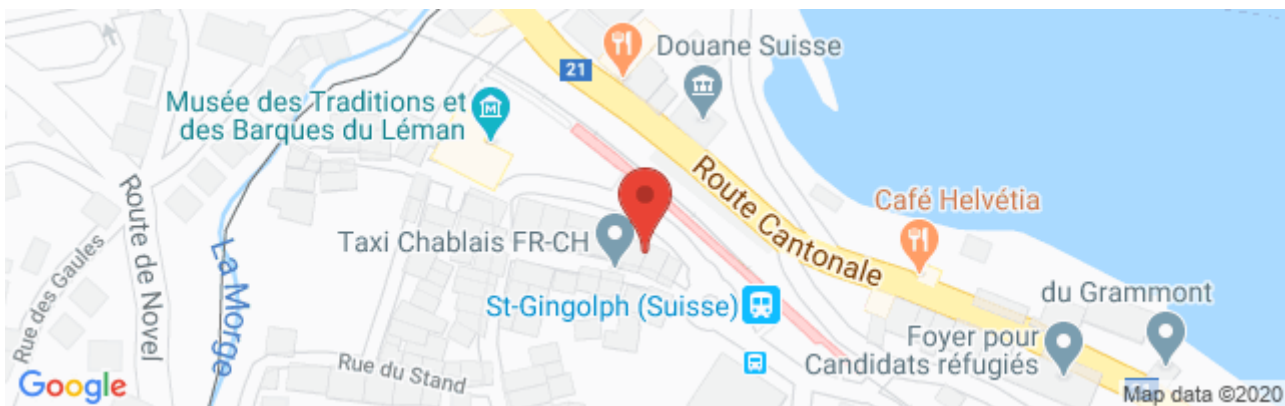 Douane Suisse
21
Musée des Traditions et
des Barques du Léman
Route Cantonale
Café Helvétia
Taxi Chablais FR-CH
Route de Novel
La Morge
Rue des Gaules
St-Gingolph (Suisse)
du Grammont
Foyer pour
Candidats réfugiés
Rue du Stand
Google
Map data ©2020